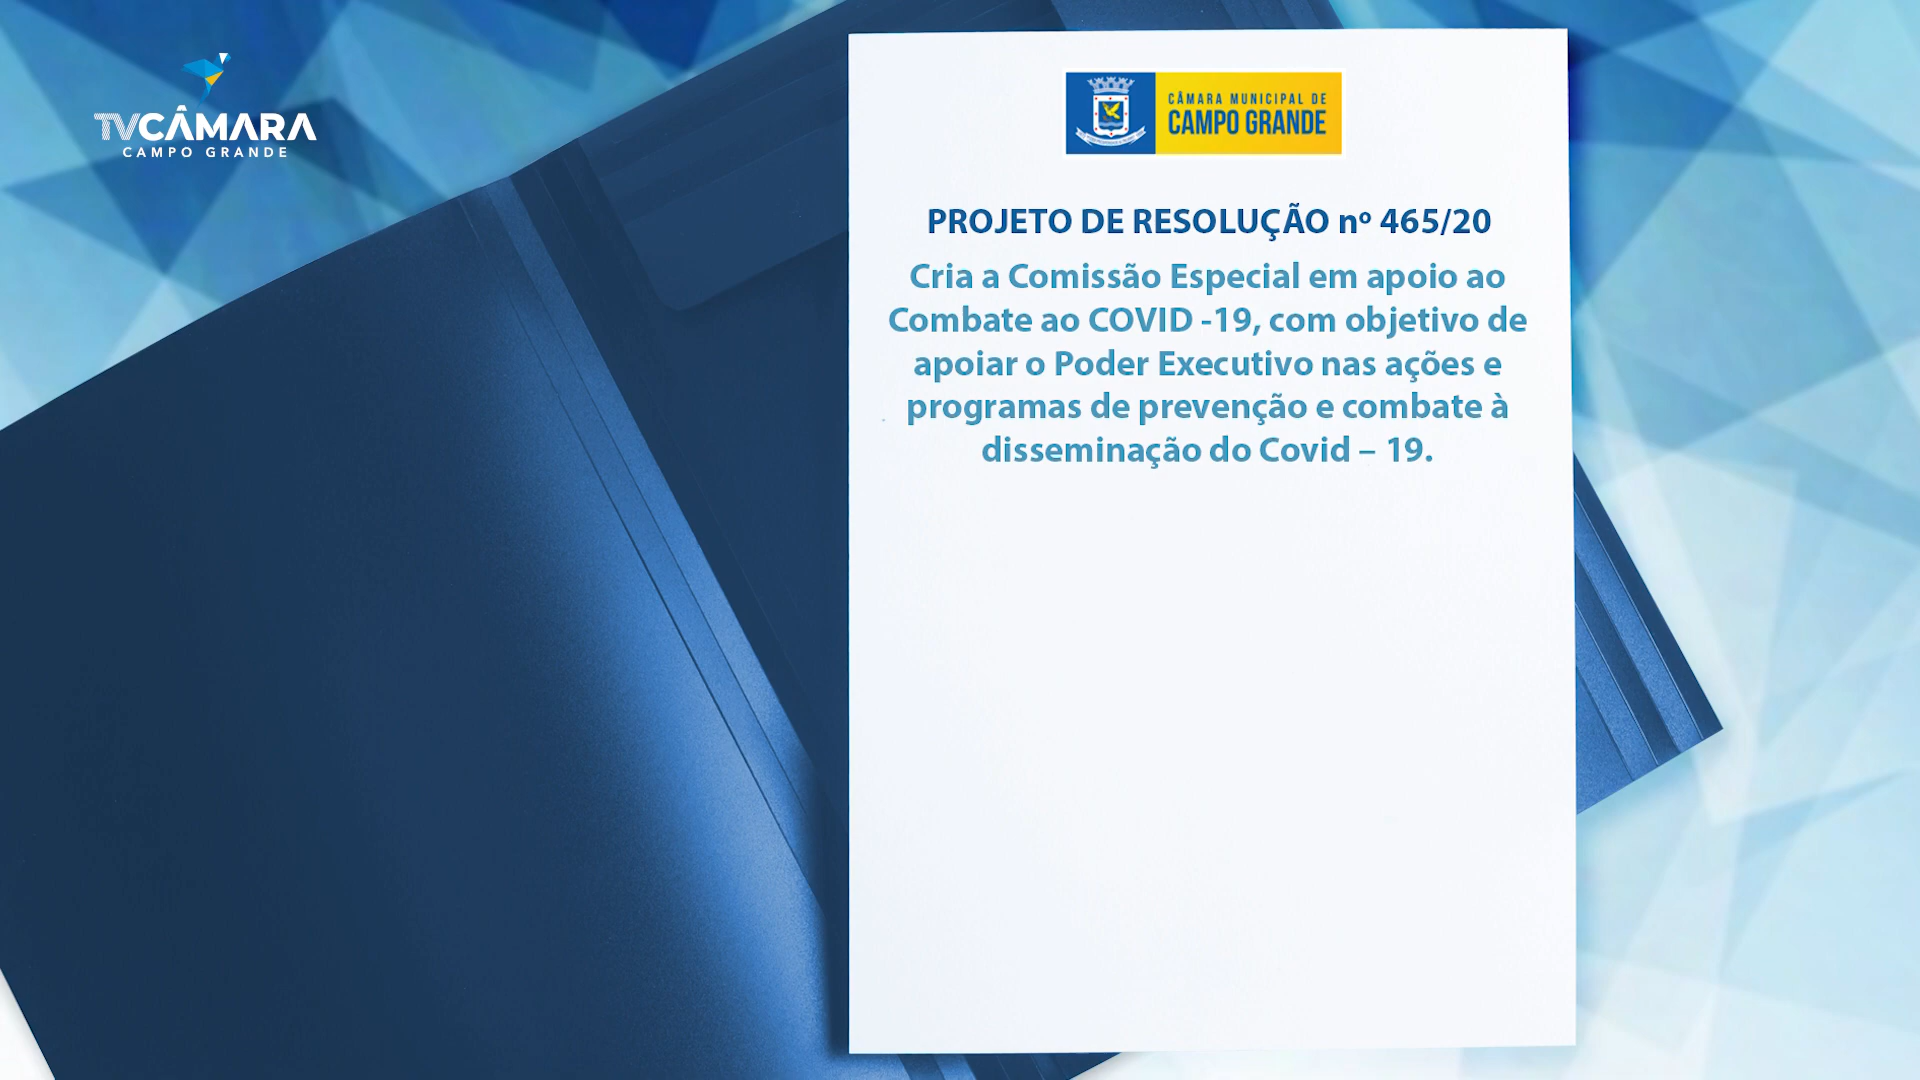 TVCÂMARA
CAMPO GRANDE
CÂMARA MUNICIPAL DE
CAMPO GRANDE
PROJETO DE RESOLUÇÃO nº 465/20
Cria a Comissão Especial em apoio ao
Combate ao COVID -19, com objetivo de
apoiar o Poder Executivo nas ações e
programas de prevenção e combate à
disseminação do Covid – 19.